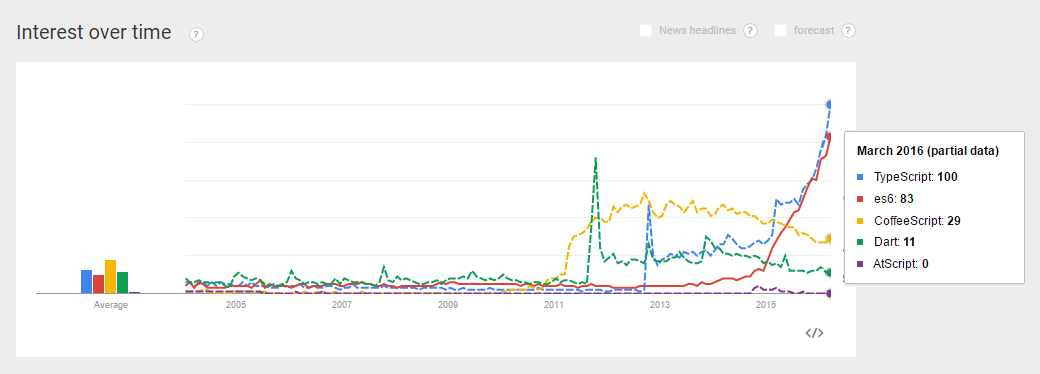 Interest over time ?
News headlines ? forecast ?
March 2016 (partial data)
TypeScript: 100
es6: 83
CoffeeScript: 29
Dart: 11
AtScript: 0
Average 2005 2007 2009 2011 2013 2015
</>